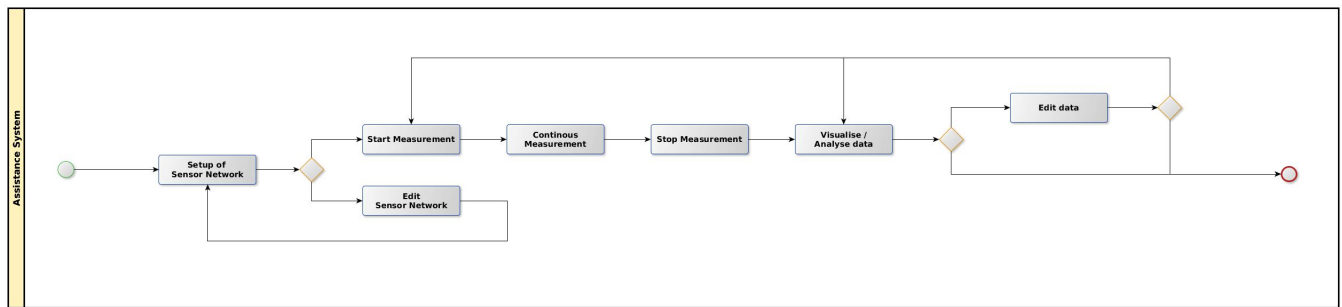 Assistance System
Setup of
Sensor Network
Start Measurement
Edit
Sensor Network
Continous
Measurement
Stop Measurement
Visualise /
Analyse data
Edit data